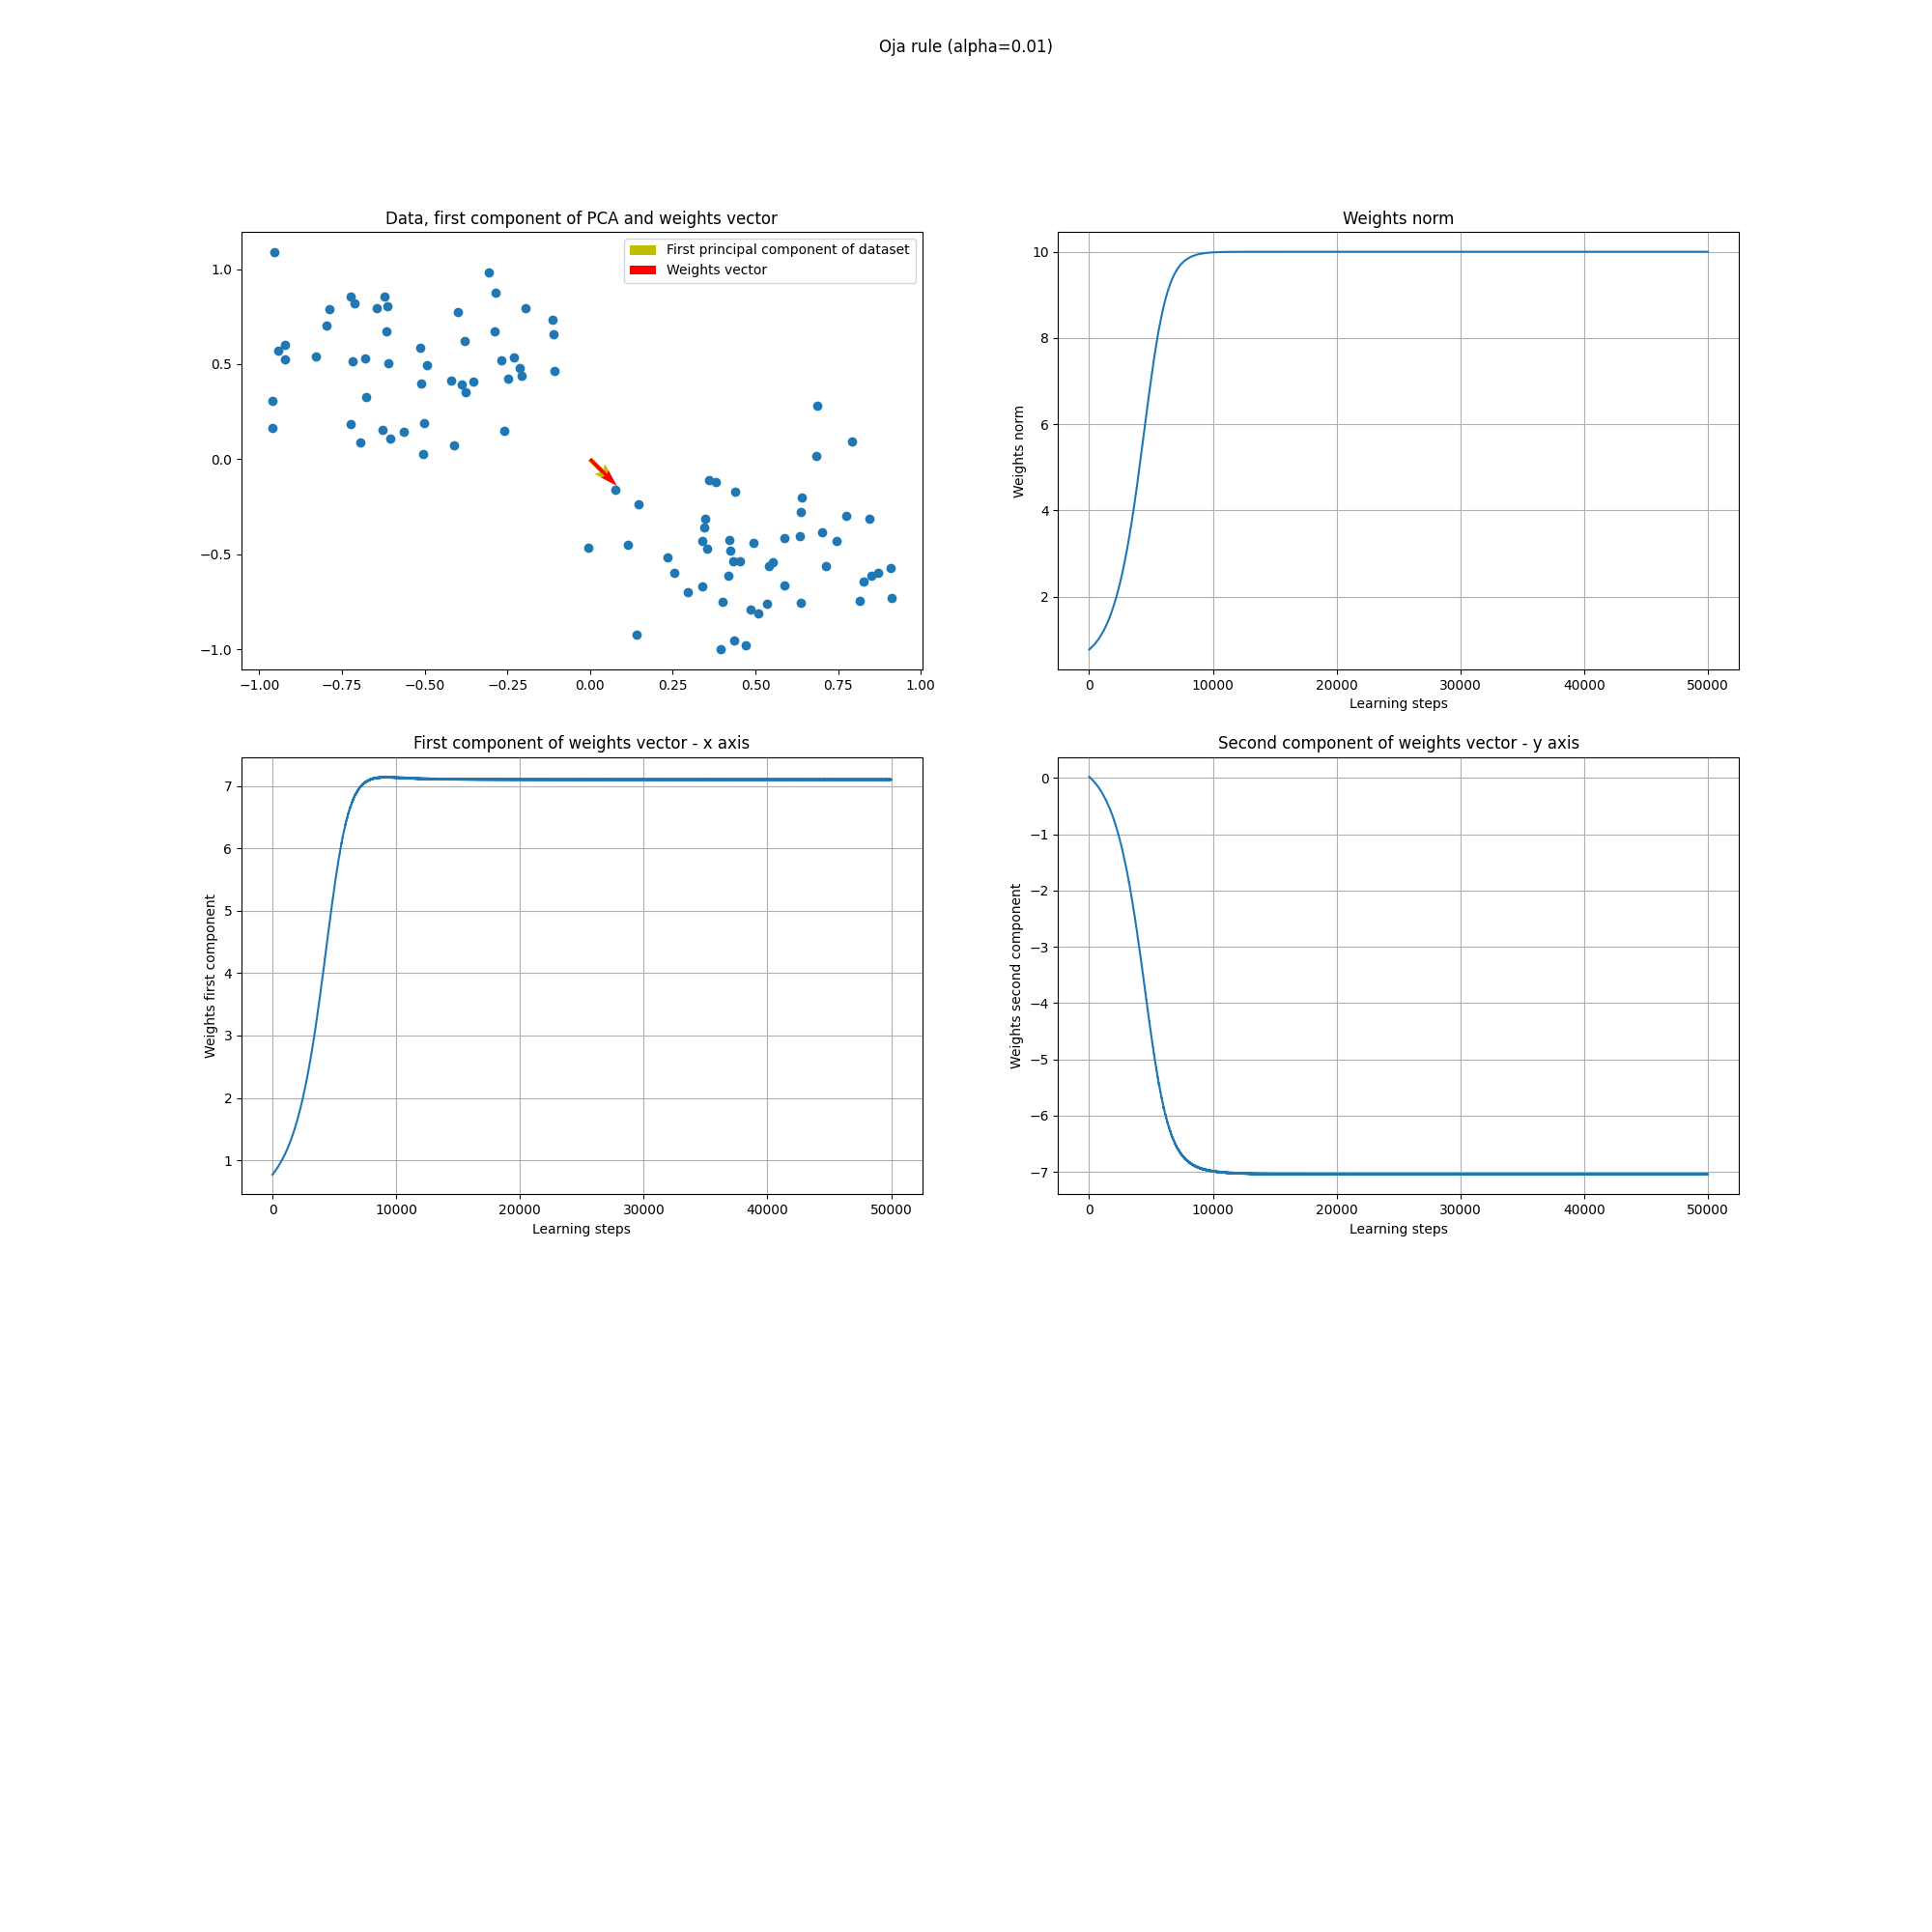 Oja rule (alpha=0.01)
Data, first component of PCA and weights vector
First principal component of dataset
Weights vector
1.0
0.5
0.0
−0.5
−1.0
−1.00 −0.75 −0.50 −0.25 0.00 0.25 0.50 0.75 1.00
Weights norm
Weights norm
10
8
6
4
2
0 10000 20000 30000 40000 50000
Learning steps
First component of weights vector - x axis
Weights first component
7
6
5
4
3
2
1
0 10000 20000 30000 40000 50000
Learning steps
Second component of weights vector - y axis
Weights second component
0
−1
−2
−3
−4
−5
−6
−7
0 10000 20000 30000 40000 50000
Learning steps